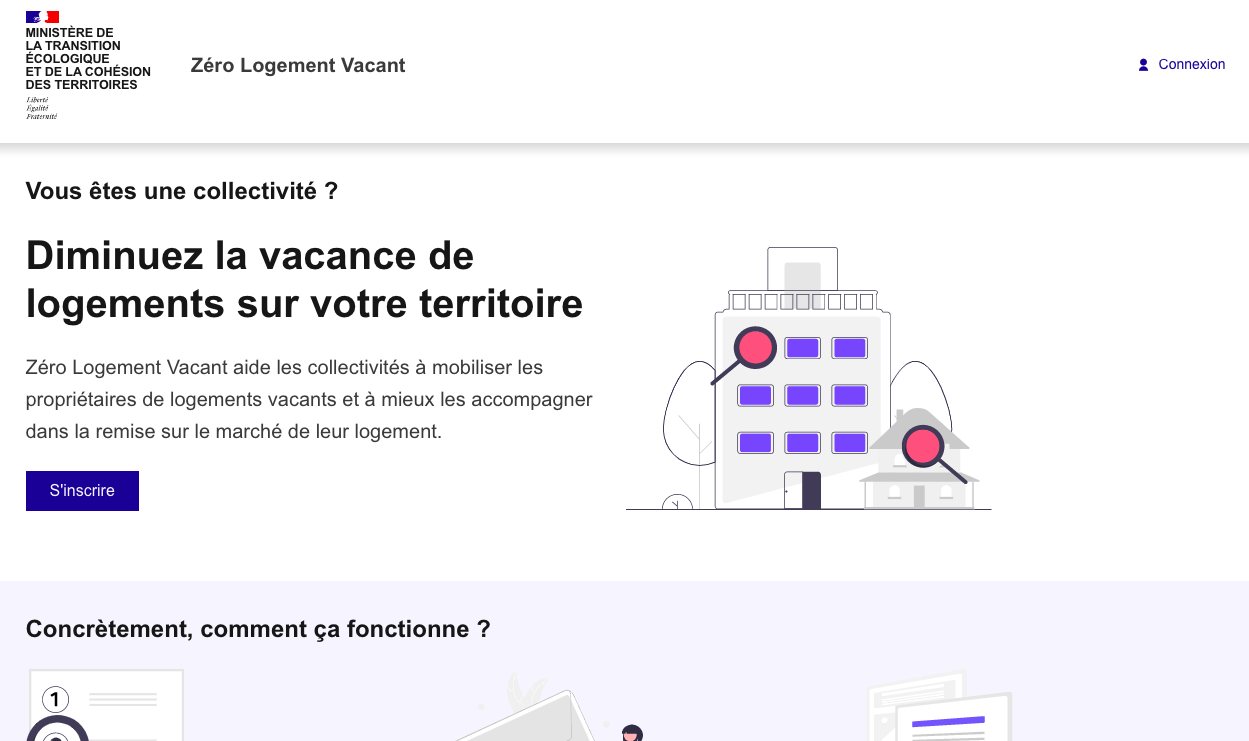 MINISTÈRE DE
LA TRANSITION
ÉCOLOGIQUE
ET DE LA COHÉSION
DES TERRITOIRES
Liberté
Égalité
Fraternité
Zéro Logement Vacant
Connexion
Vous êtes une collectivité ?
Diminuez la vacance de
logements sur votre territoire
Zéro Logement Vacant aide les collectivités à mobiliser les
propriétaires de logements vacants et à mieux les accompagner
dans la remise sur le marché de leur logement.
S'inscrire
Concrètement, comment ça fonctionne ?
1